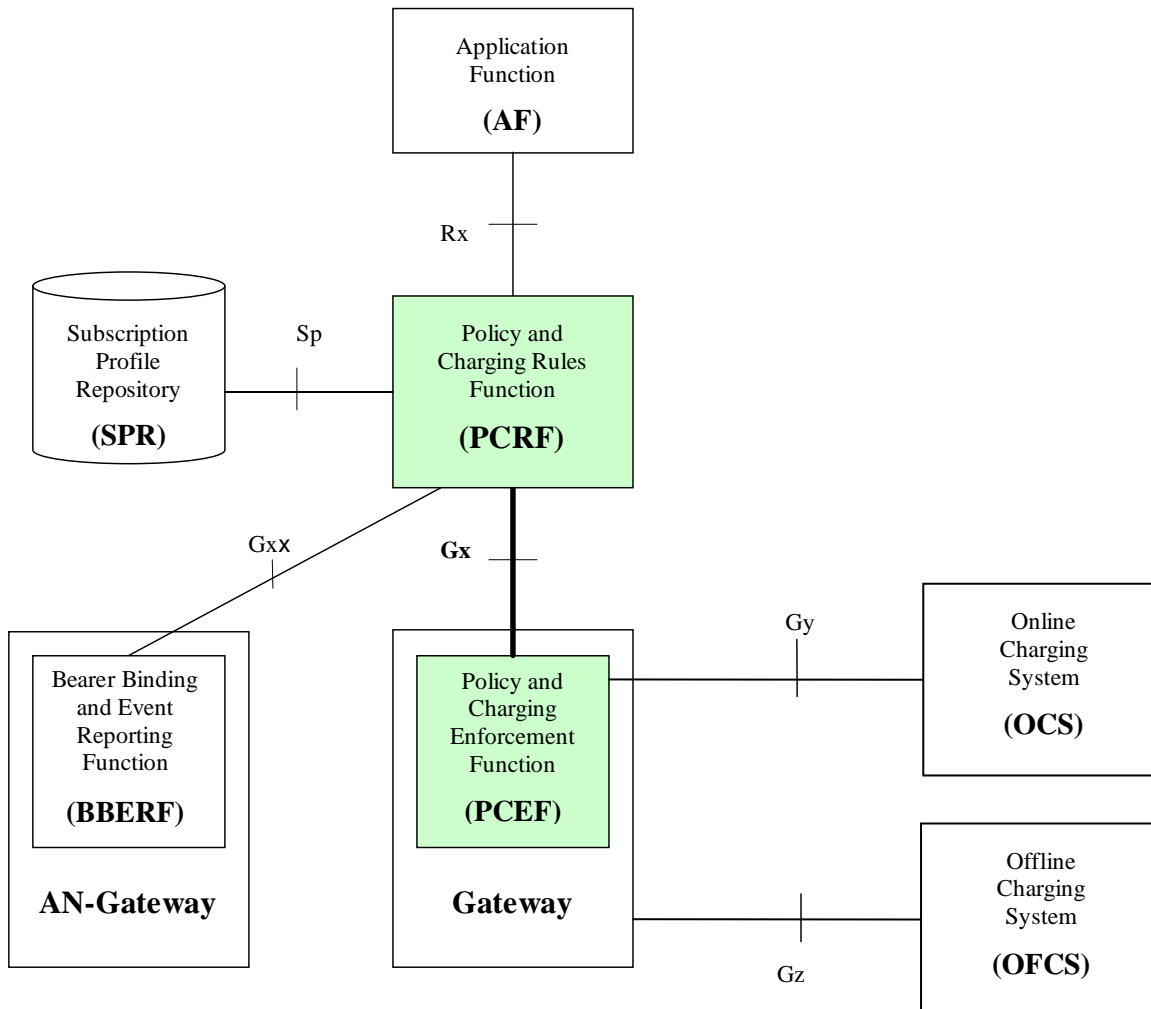 Application
Function
(AF)
Rx
Subscription
Profile
Repository
(SPR)
Sp
Policy and
Charging Rules
Function
(PCRF)
Gxx
Gx
Bearer Binding
and Event
Reporting
Function
(BBERF)
AN-Gateway
Policy and
Charging
Enforcement
Function
(PCEF)
Gateway
Gy
Online
Charging
System
(OCS)
Gz
Offline
Charging
System
(OFCS)